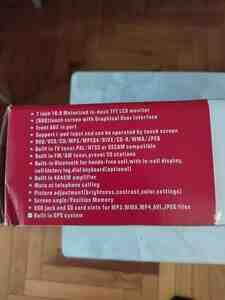 7 inch 16:9 Motorized in-dash TFT LCD monitor
(800)touch screen with Graphical User Interface
Front AUX in port
Support i-pod input and can be operated by touch screen
DVD/VCD/CD/MP3/MPEG4/DIVX/CD-R/WMA/JPEG
Built-in TV tuner,PAL/NTSC or SECAM compatible
Built-in FM/AM tuner,preset stations
Built-in Bluetooth for hands-free call,with in-call display,
call history log,dial keyboard(optional)
Built-in 4X45W amplifier
Mute at telephone calling
Picture adjustment(brightness,contrast,color,settings)
Screen angle/Position Memory
USB jack and SD card slots for MP3,WMA,MP4,AVI,JPEG files
Built in GPS system